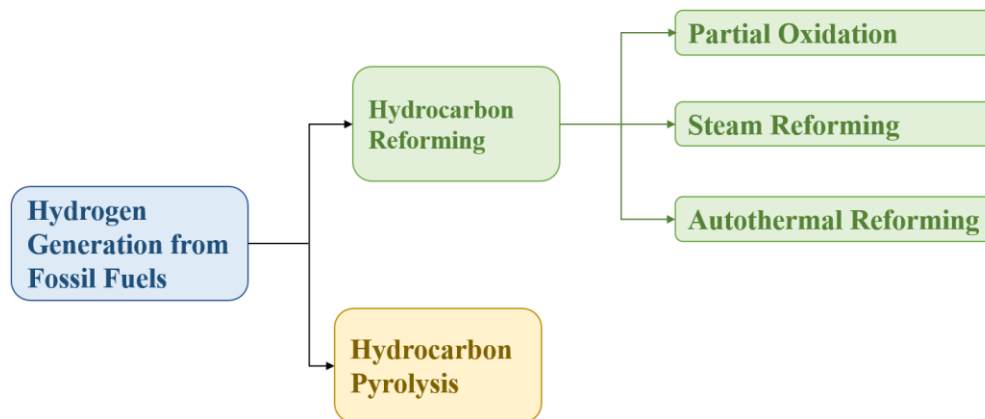 Hydrogen
Generation from
Fossil Fuels
Hydrocarbon
Reforming
Partial Oxidation
Steam Reforming
Autothermal Reforming
Hydrocarbon
Pyrolysis